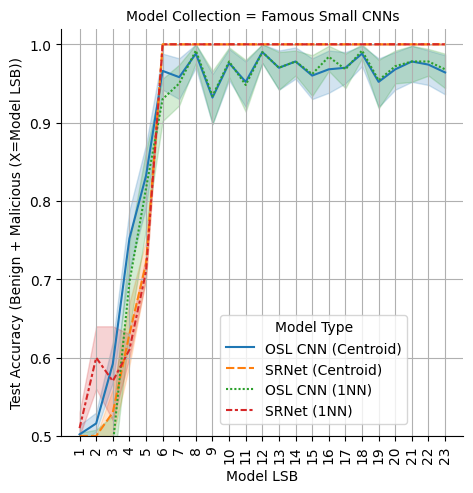 Model Collection = Famous Small CNNs
Test Accuracy (Benign + Malicious (X=Model LSB))
1.0
0.9
0.8
0.7
0.6
0.5
Model Type
OSL CNN (Centroid)
SRNet (Centroid)
OSL CNN (1NN)
SRNet (1NN)
1 2 3 4 5 6 7 8 9 10 11 12 13 14 15 16 17 18 19 20 21 22 23
Model LSB